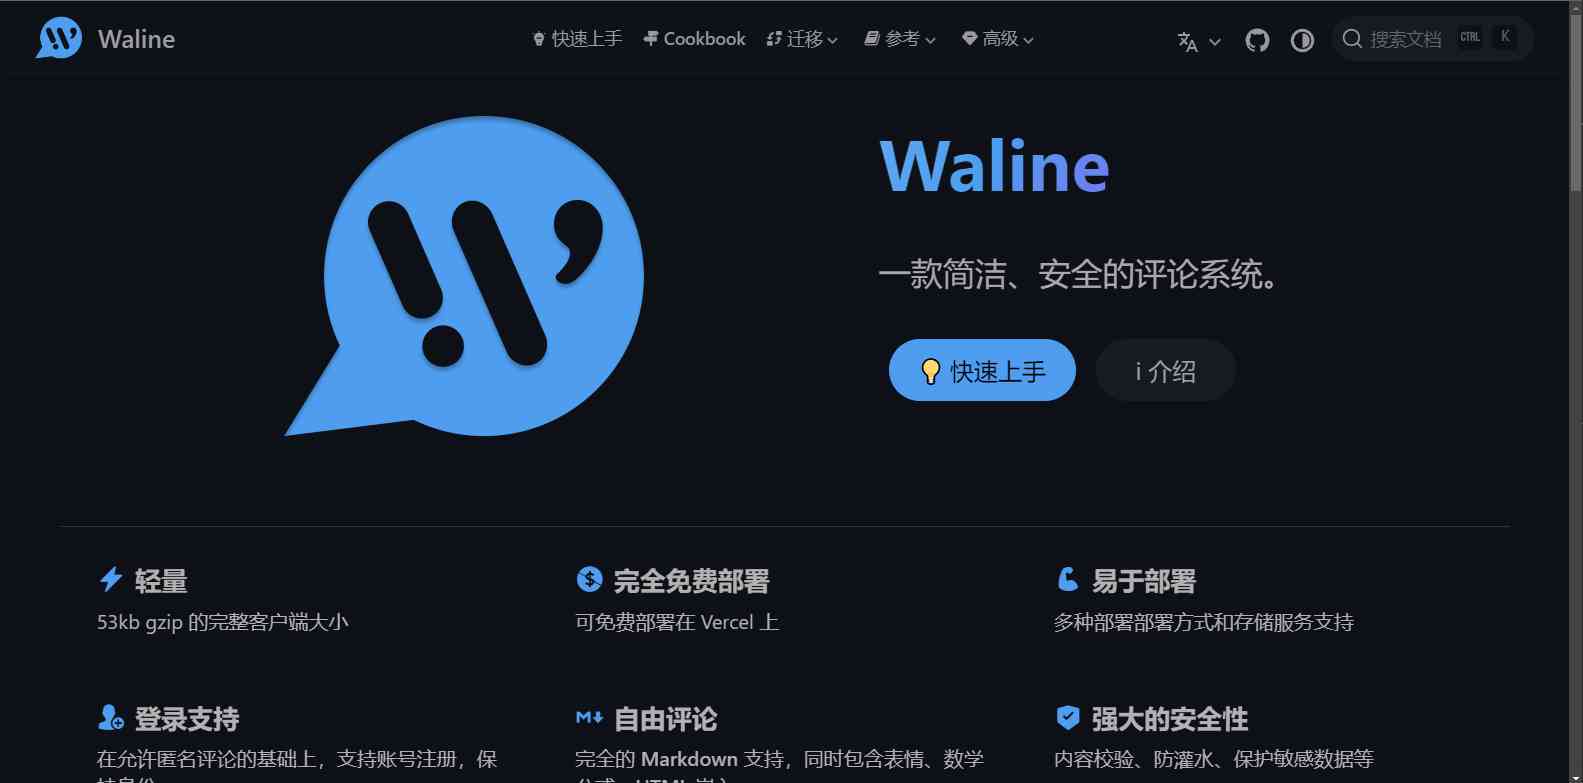 Waline
快速上手
Cookbook
迁移
参考
高级
搜索文档
CTRL
K
Waline
一款简洁、安全的评论系统。
快速上手
i 介绍
轻量
53kb gzip 的完整客户端大小
完全免费部署
可免费部署在 Vercel 上
易于部署
多种部署部署方式和存储服务支持
登录支持
在允许匿名评论的基础上，支持账号注册，保
自由评论
完全的 Markdown 支持，同时包含表情、数学
强大的安全性
内容校验、防灌水、保护敏感数据等